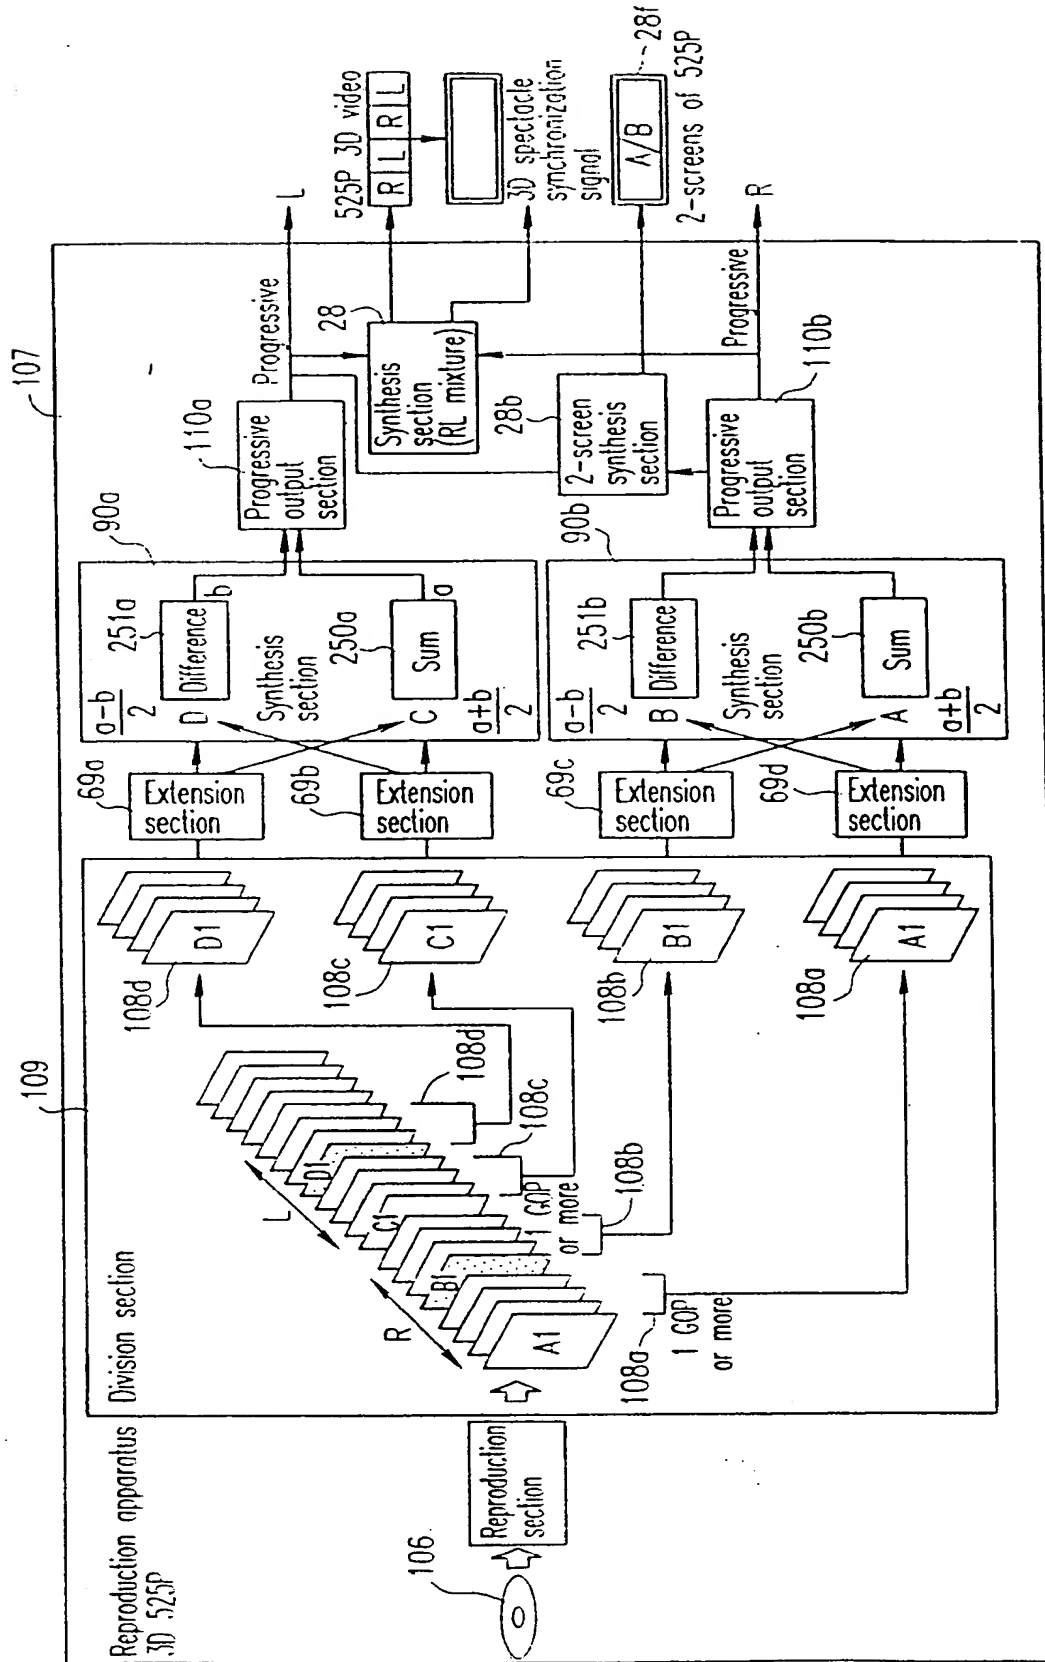 107
109
Reproduction apparatus
3D 525P
Division section
106
Reproduction
section
R
L
A1
B1
C1
D1
108a
1 GOP
or more
108b
1 GOP
or more
108c
108d
108d
D1
108c
C1
108b
B1
108a
A1
69a
Extension
section
69b
Extension
section
69c
Extension
section
69d
Extension
section
90a
a-b
2
D
251a
Difference
b
Synthesis
section
C
250a
Sum
a
a+b
2
90b
a-b
2
B
251b
Difference
Synthesis
section
A
250b
Sum
a+b
2
110a
Progressive
output
section
Progressive
L
28
Synthesis
section
(RL mixture)
28b
2-screen
synthesis
section
110b
Progressive
output
section
Progressive
R
525P 3D video
R L R L
3D spectacle
synchronization
signal
A/B
28f
2-screens of 525P